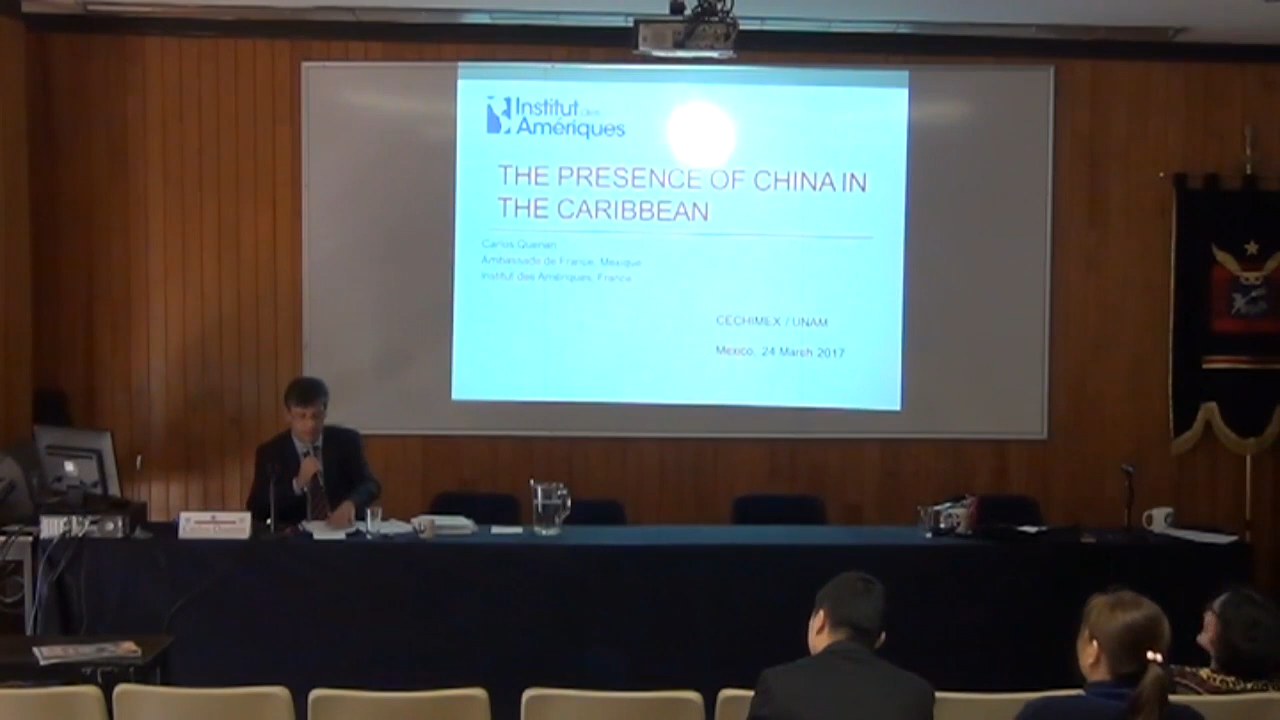 Institut des
Amériques
THE PRESENCE OF CHINA IN
THE CARIBBEAN
Carlos Quenan
Ambassade de France, Mexique
Institut des Amériques, France
CECHIMEX / UNAM
Mexico, 24 March 2017